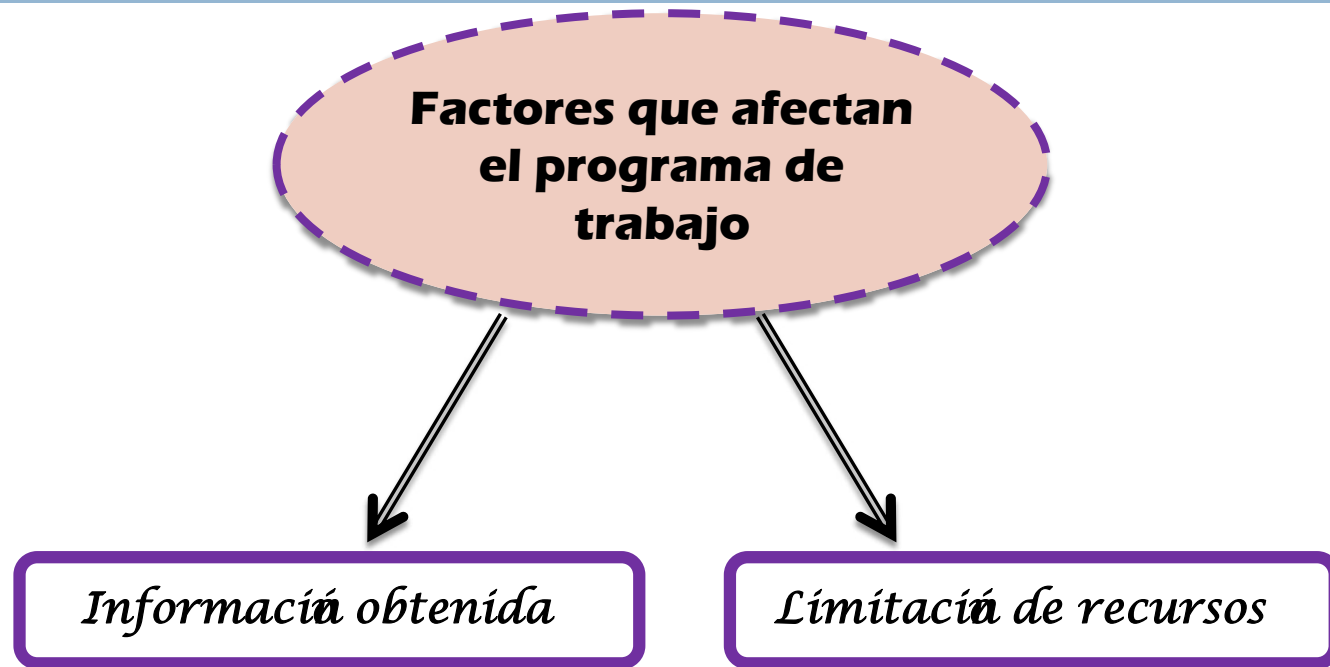 Factores que afectan
el programa de
trabajo
Información obtenida
Limitación de recursos